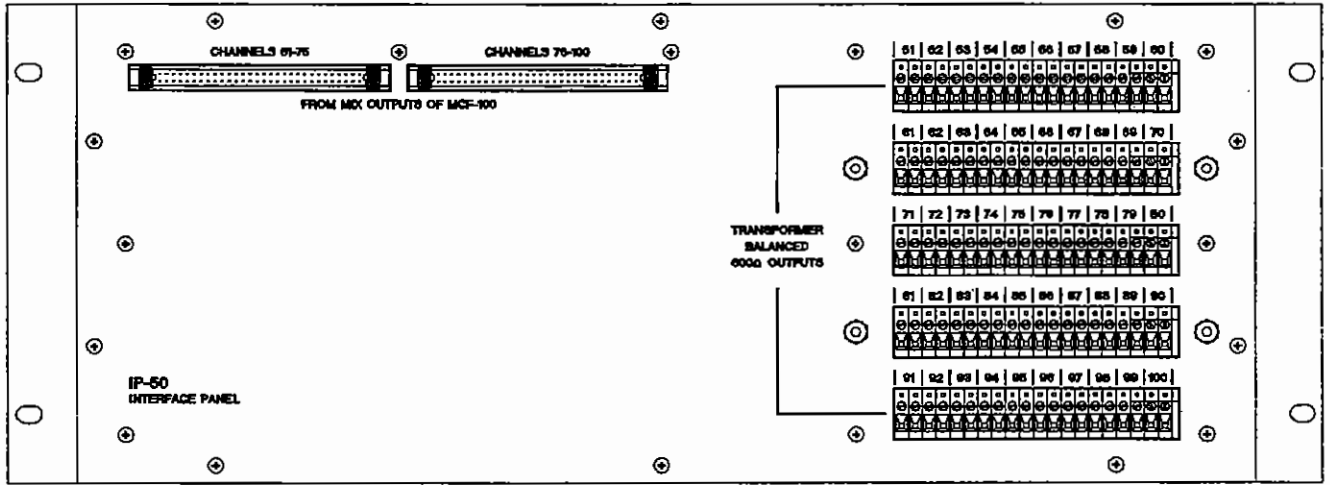 CHANNELS 51-75
CHANNELS 76-100
FROM MIX OUTPUTS OF MCF-100
51 52 53 54 55 56 57 58 59 60
61 62 63 64 65 66 67 68 69 70
71 72 73 74 75 76 77 78 79 80
TRANSFORMER
BALANCED
600Ω OUTPUTS
81 82 83 84 85 86 87 88 89 90
91 92 93 94 95 96 97 98 99 100
IP-50
INTERFACE PANEL